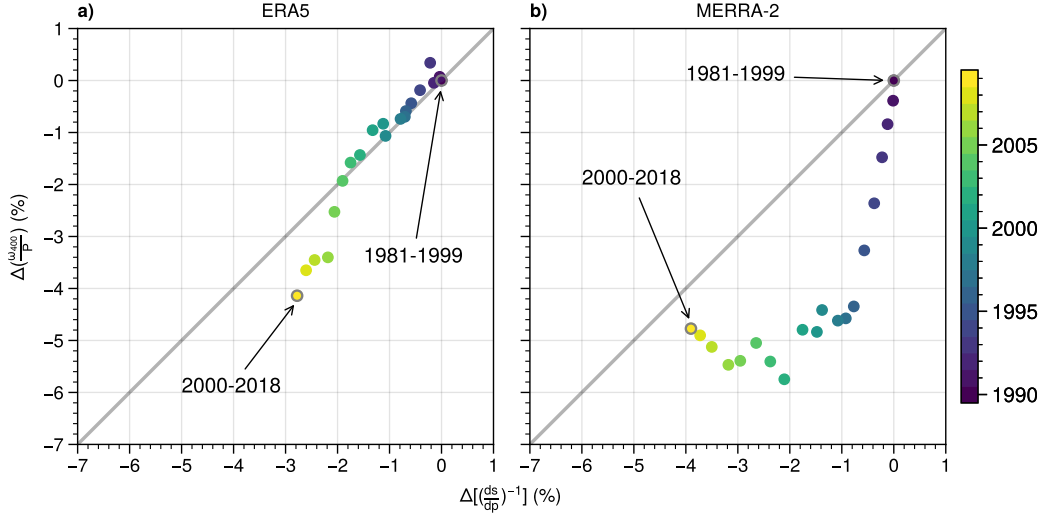 a) ERA5
b) MERRA-2
1
0
−1
−2
−3
−4
−5
−6
−7
Δ(ω400/P) (%)
1981-1999
2000-2018
−7 −6 −5 −4 −3 −2 −1 0 1
1981-1999
2000-2018
−7 −6 −5 −4 −3 −2 −1 0 1
2005
2000
1995
1990
Δ[(ds/dp)⁻¹] (%)